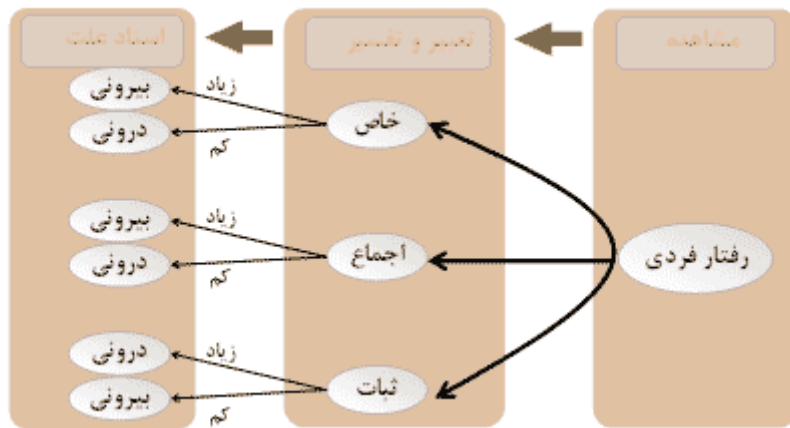 مشاهده
تعبیر و تفسیر
اسناد علت
رفتار فردی
خاص
زیاد
بیرونی
کم
درونی
اجماع
زیاد
بیرونی
کم
درونی
ثبات
زیاد
درونی
کم
بیرونی